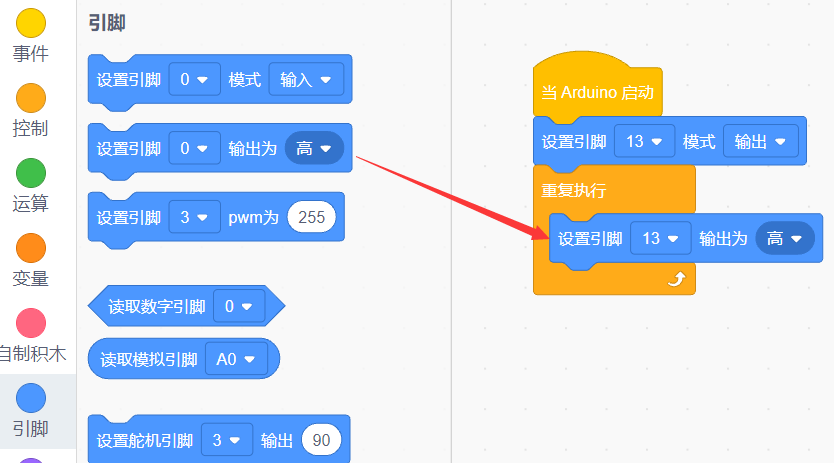 事件
控制
运算
变量
自制积木
引脚
引脚
设置引脚 0 模式 输入
设置引脚 0 输出为 高
设置引脚 3 pwm为 255
读取数字引脚 0
读取模拟引脚 A0
设置舵机引脚 3 输出 90
当 Arduino 启动
设置引脚 13 模式 输出
重复执行
设置引脚 13 输出为 高